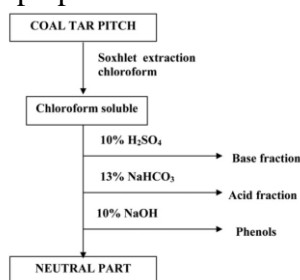 COAL TAR PITCH
Soxhlet extraction
chloroform
Chloroform soluble
10% H₂SO₄
Base fraction
13% NaHCO₃
Acid fraction
10% NaOH
Phenols
NEUTRAL PART